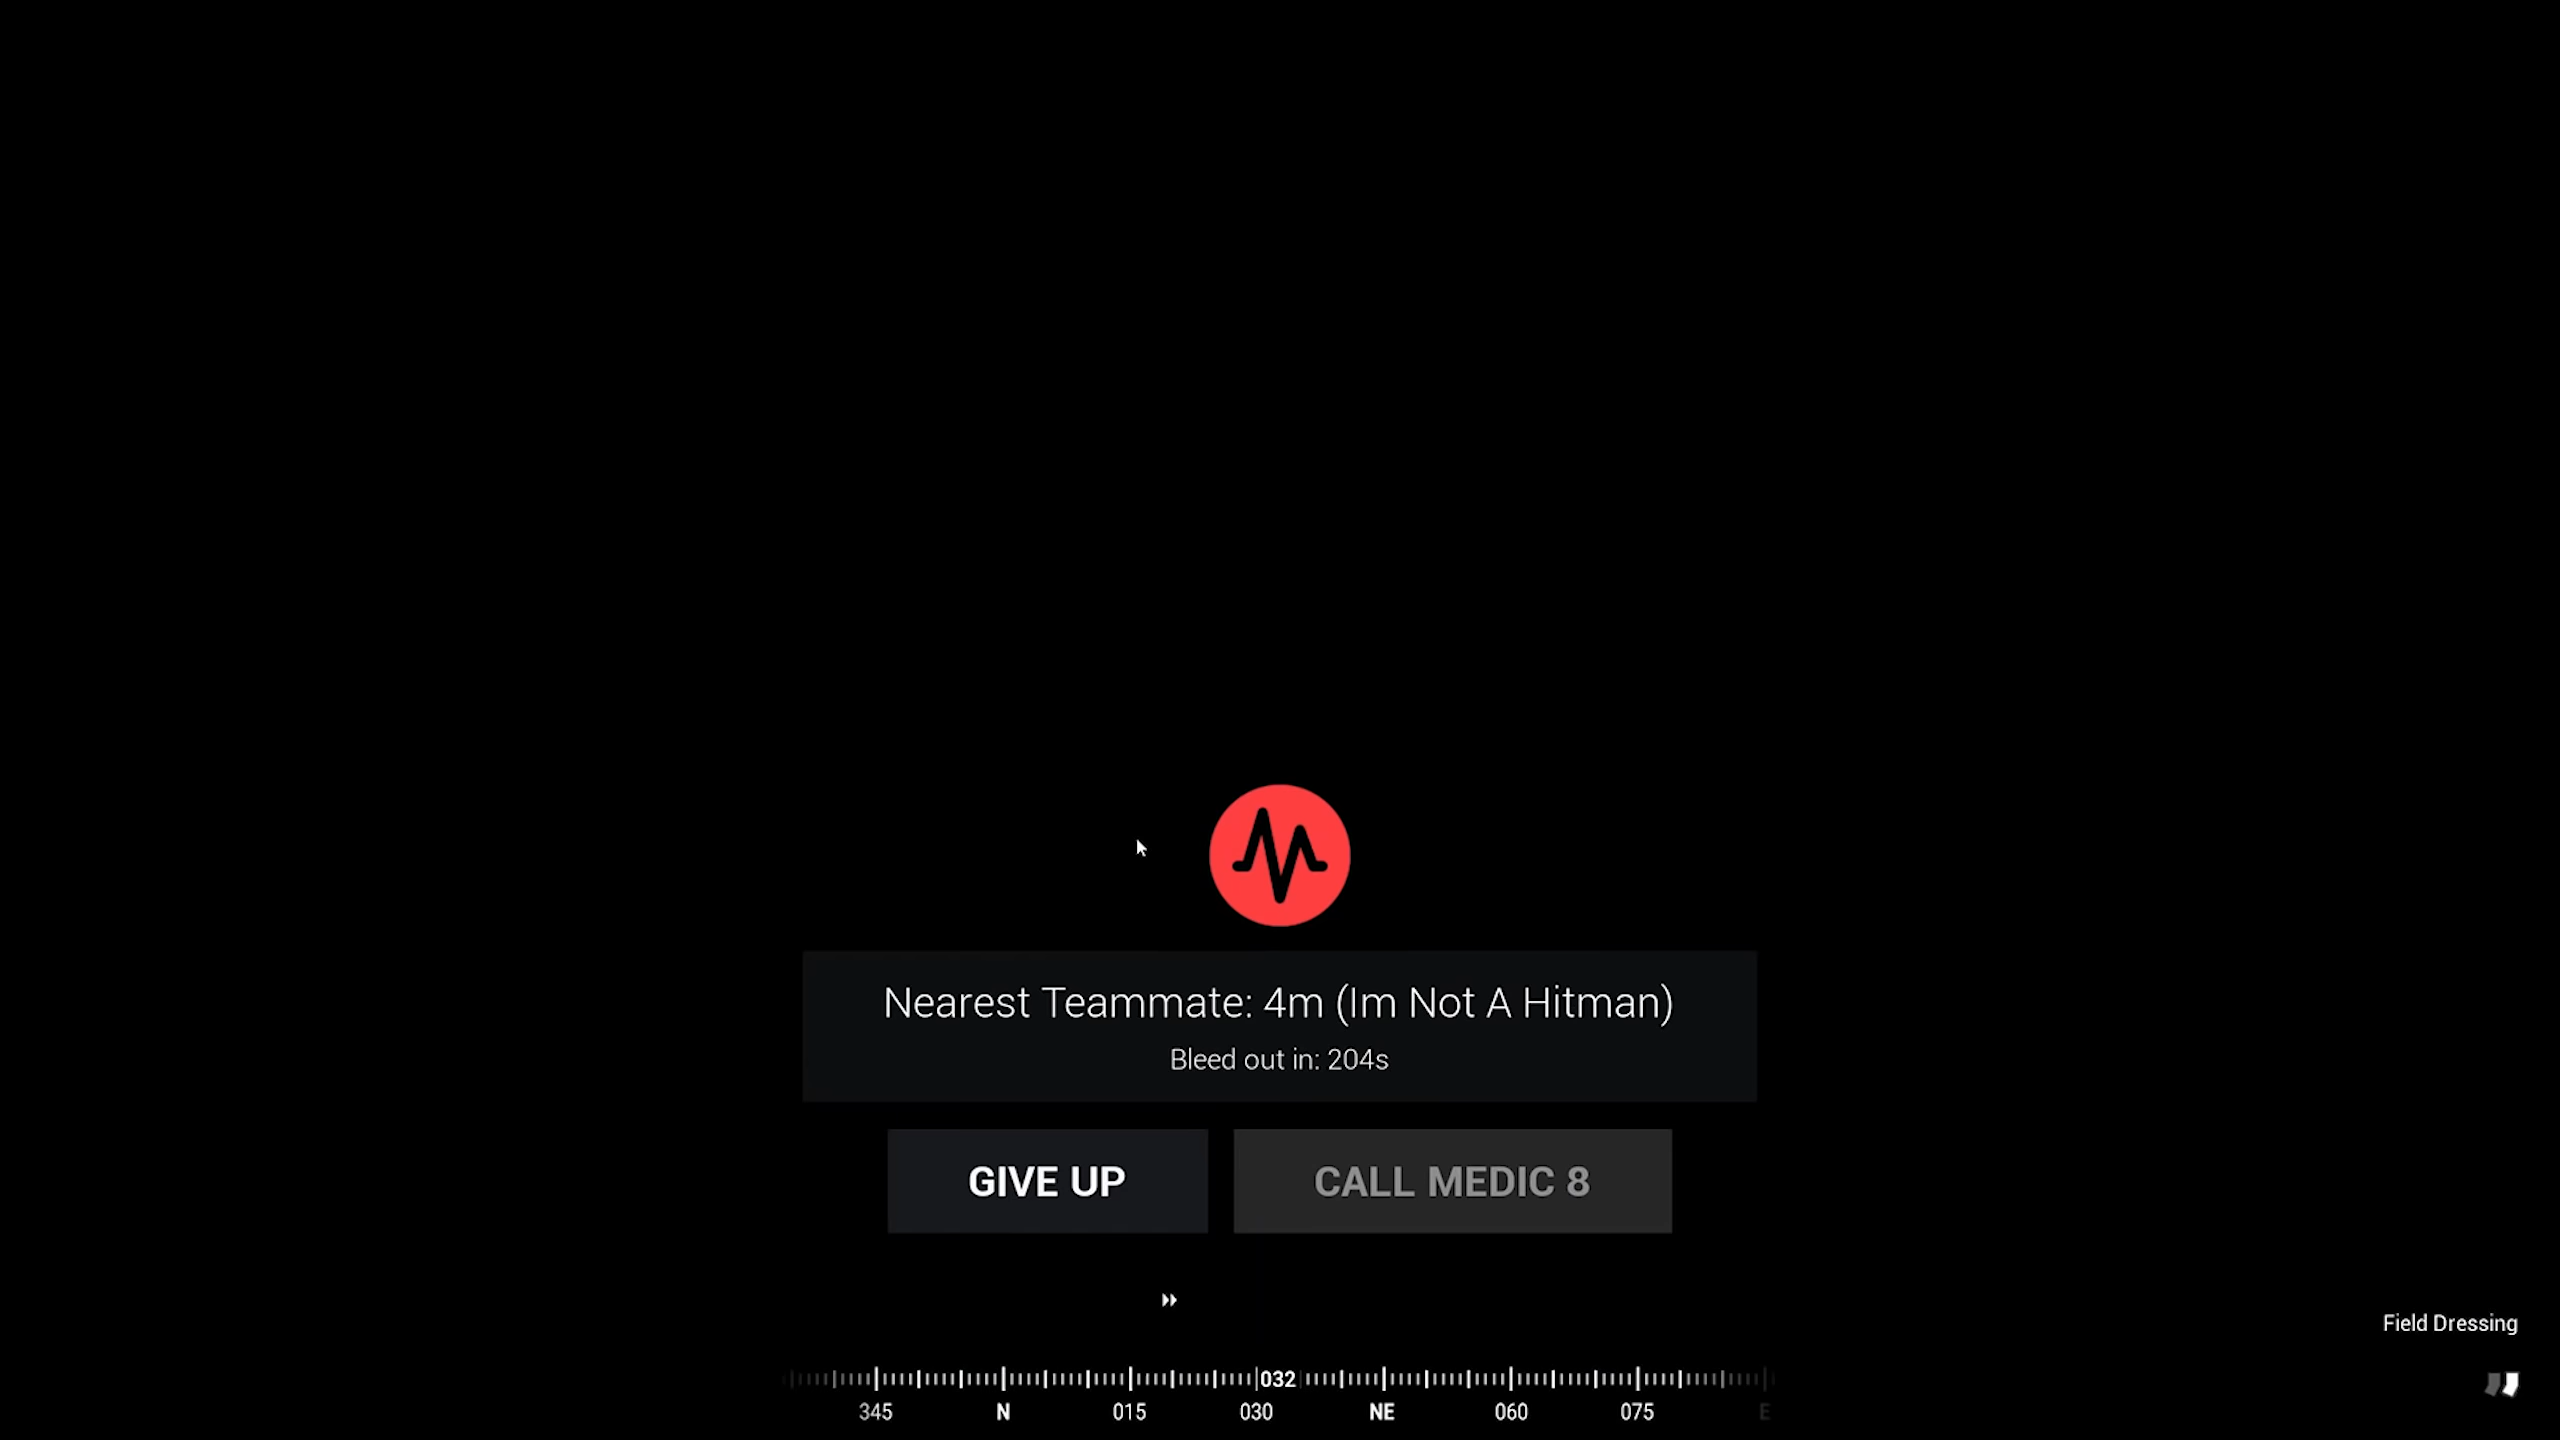 Nearest Teammate: 4m (Im Not A Hitman)
Bleed out in: 204s
GIVE UP
CALL MEDIC 8
Field Dressing
032
345 N 015 030 NE 060 075 E